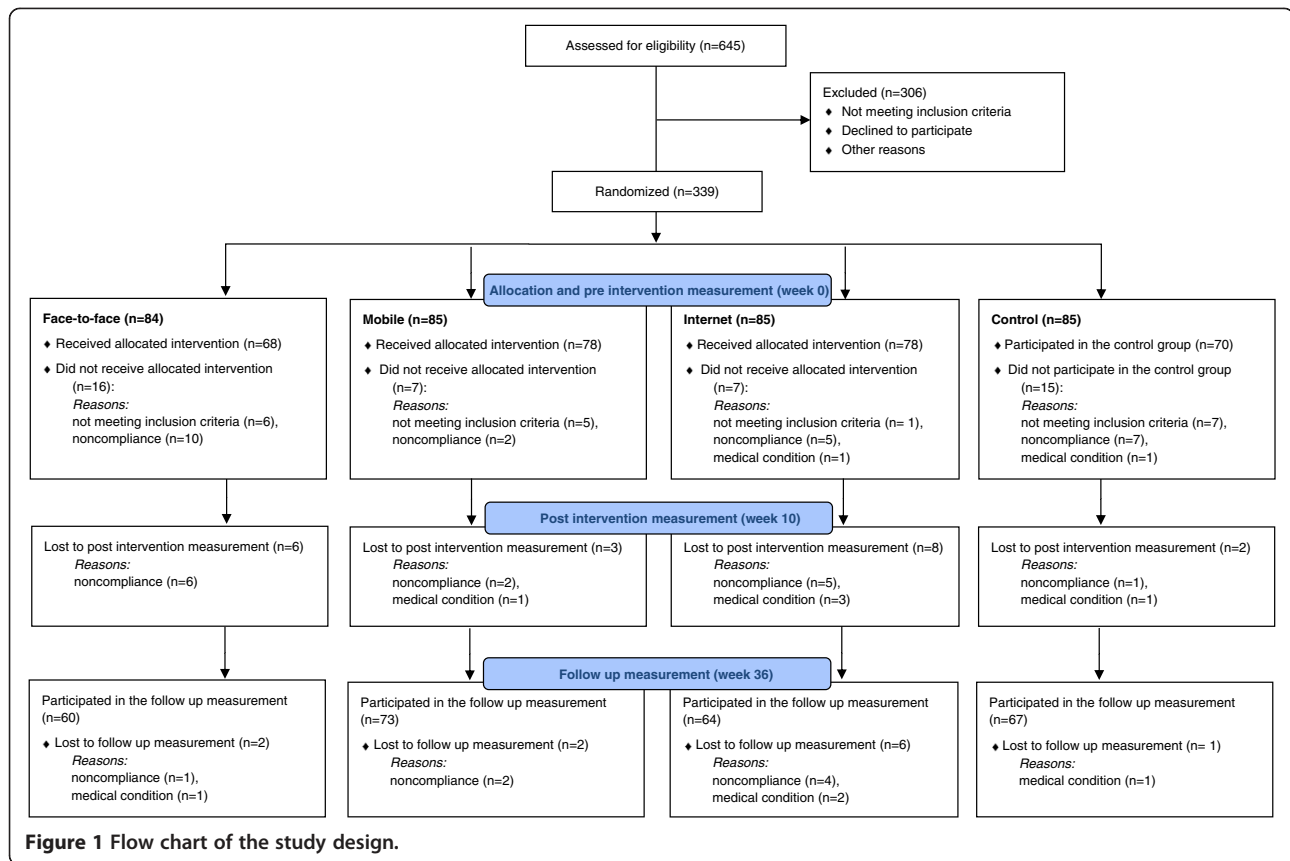 Assessed for eligibility (n=645)
Excluded (n=306)
♦ Not meeting inclusion criteria
♦ Declined to participate
♦ Other reasons
Randomized (n=339)
Allocation and pre intervention measurement (week 0)
Face-to-face (n=84)
♦ Received allocated intervention (n=68)
♦ Did not receive allocated intervention
(n=16):
Reasons:
not meeting inclusion criteria (n=6),
noncompliance (n=10)
Mobile (n=85)
♦ Received allocated intervention (n=78)
♦ Did not receive allocated intervention
(n=7):
Reasons:
not meeting inclusion criteria (n=5),
noncompliance (n=2)
Internet (n=85)
♦ Received allocated intervention (n=78)
♦ Did not receive allocated intervention
(n=7):
Reasons:
not meeting inclusion criteria (n= 1),
noncompliance (n=5),
medical condition (n=1)
Control (n=85)
♦ Participated in the control group (n=70)
♦ Did not participate in the control group
(n=15):
Reasons:
not meeting inclusion criteria (n=7),
noncompliance (n=7),
medical condition (n=1)
Post intervention measurement (week 10)
Lost to post intervention measurement (n=6)
Reasons:
noncompliance (n=6)
Lost to post intervention measurement (n=3)
Reasons:
noncompliance (n=2),
medical condition (n=1)
Lost to post intervention measurement (n=8)
Reasons:
noncompliance (n=5),
medical condition (n=3)
Lost to post intervention measurement (n=2)
Reasons:
noncompliance (n=1),
medical condition (n=1)
Follow up measurement (week 36)
Participated in the follow up measurement
(n=60)
♦ Lost to follow up measurement (n=2)
Reasons:
noncompliance (n=1),
medical condition (n=1)
Participated in the follow up measurement
(n=73)
♦ Lost to follow up measurement (n=2)
Reasons:
noncompliance (n=2)
Participated in the follow up measurement
(n=64)
♦ Lost to follow up measurement (n=6)
Reasons:
noncompliance (n=4),
medical condition (n=2)
Participated in the follow up measurement
(n=67)
♦ Lost to follow up measurement (n= 1)
Reasons:
medical condition (n=1)
Figure 1 Flow chart of the study design.